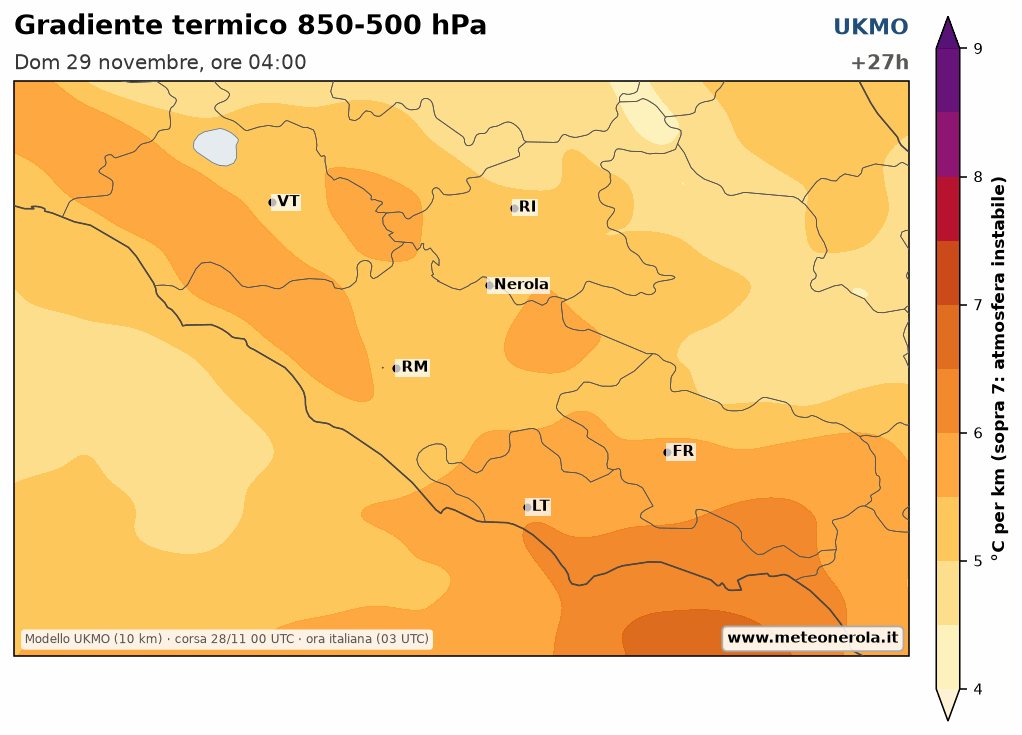 Gradiente termico 850-500 hPa
UKMO
Dom 29 novembre, ore 04:00
+27h
VT
RI
Nerola
RM
FR
LT
Modello UKMO (10 km) · corsa 28/11 00 UTC · ora italiana (03 UTC)
www.meteonerola.it
9
8
7
6
5
4
°C per km (sopra 7: atmosfera instabile)